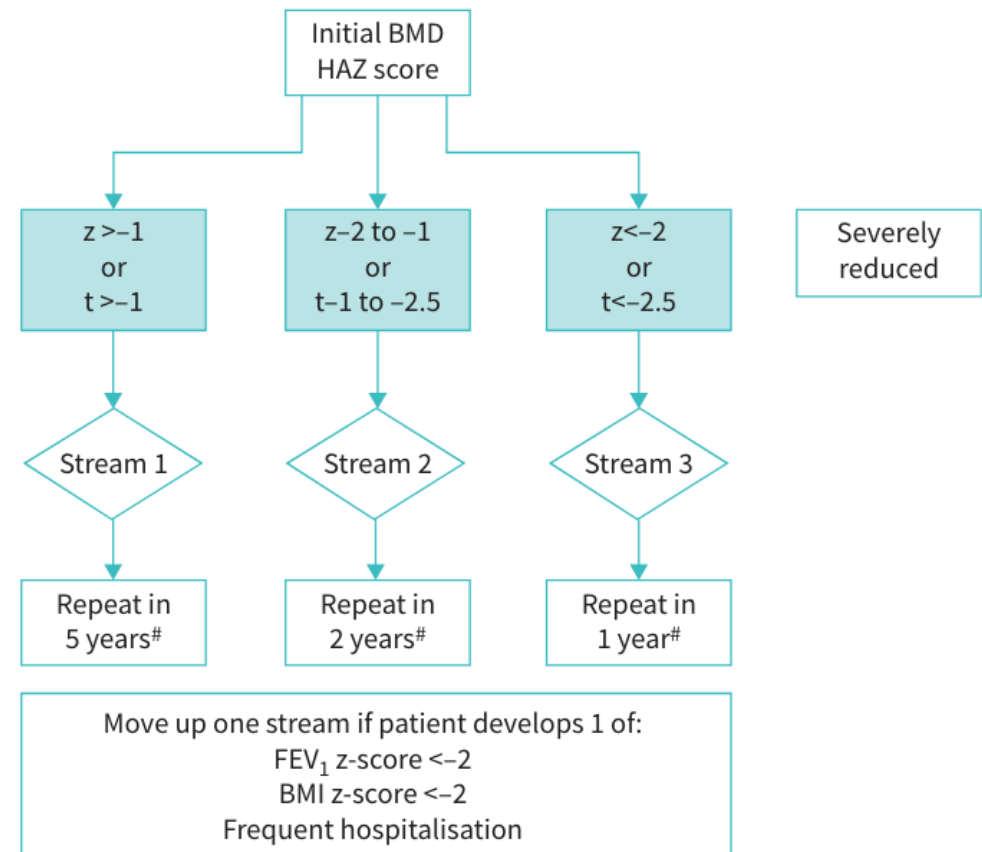 Initial BMD
HAZ score
z >–1
or
t >–1
z–2 to –1
or
t–1 to –2.5
z<–2
or
t<–2.5
Severely
reduced
Stream 1
Stream 2
Stream 3
Repeat in
5 years#
Repeat in
2 years#
Repeat in
1 year#
Move up one stream if patient develops 1 of:
FEV1 z-score <–2
BMI z-score <–2
Frequent hospitalisation